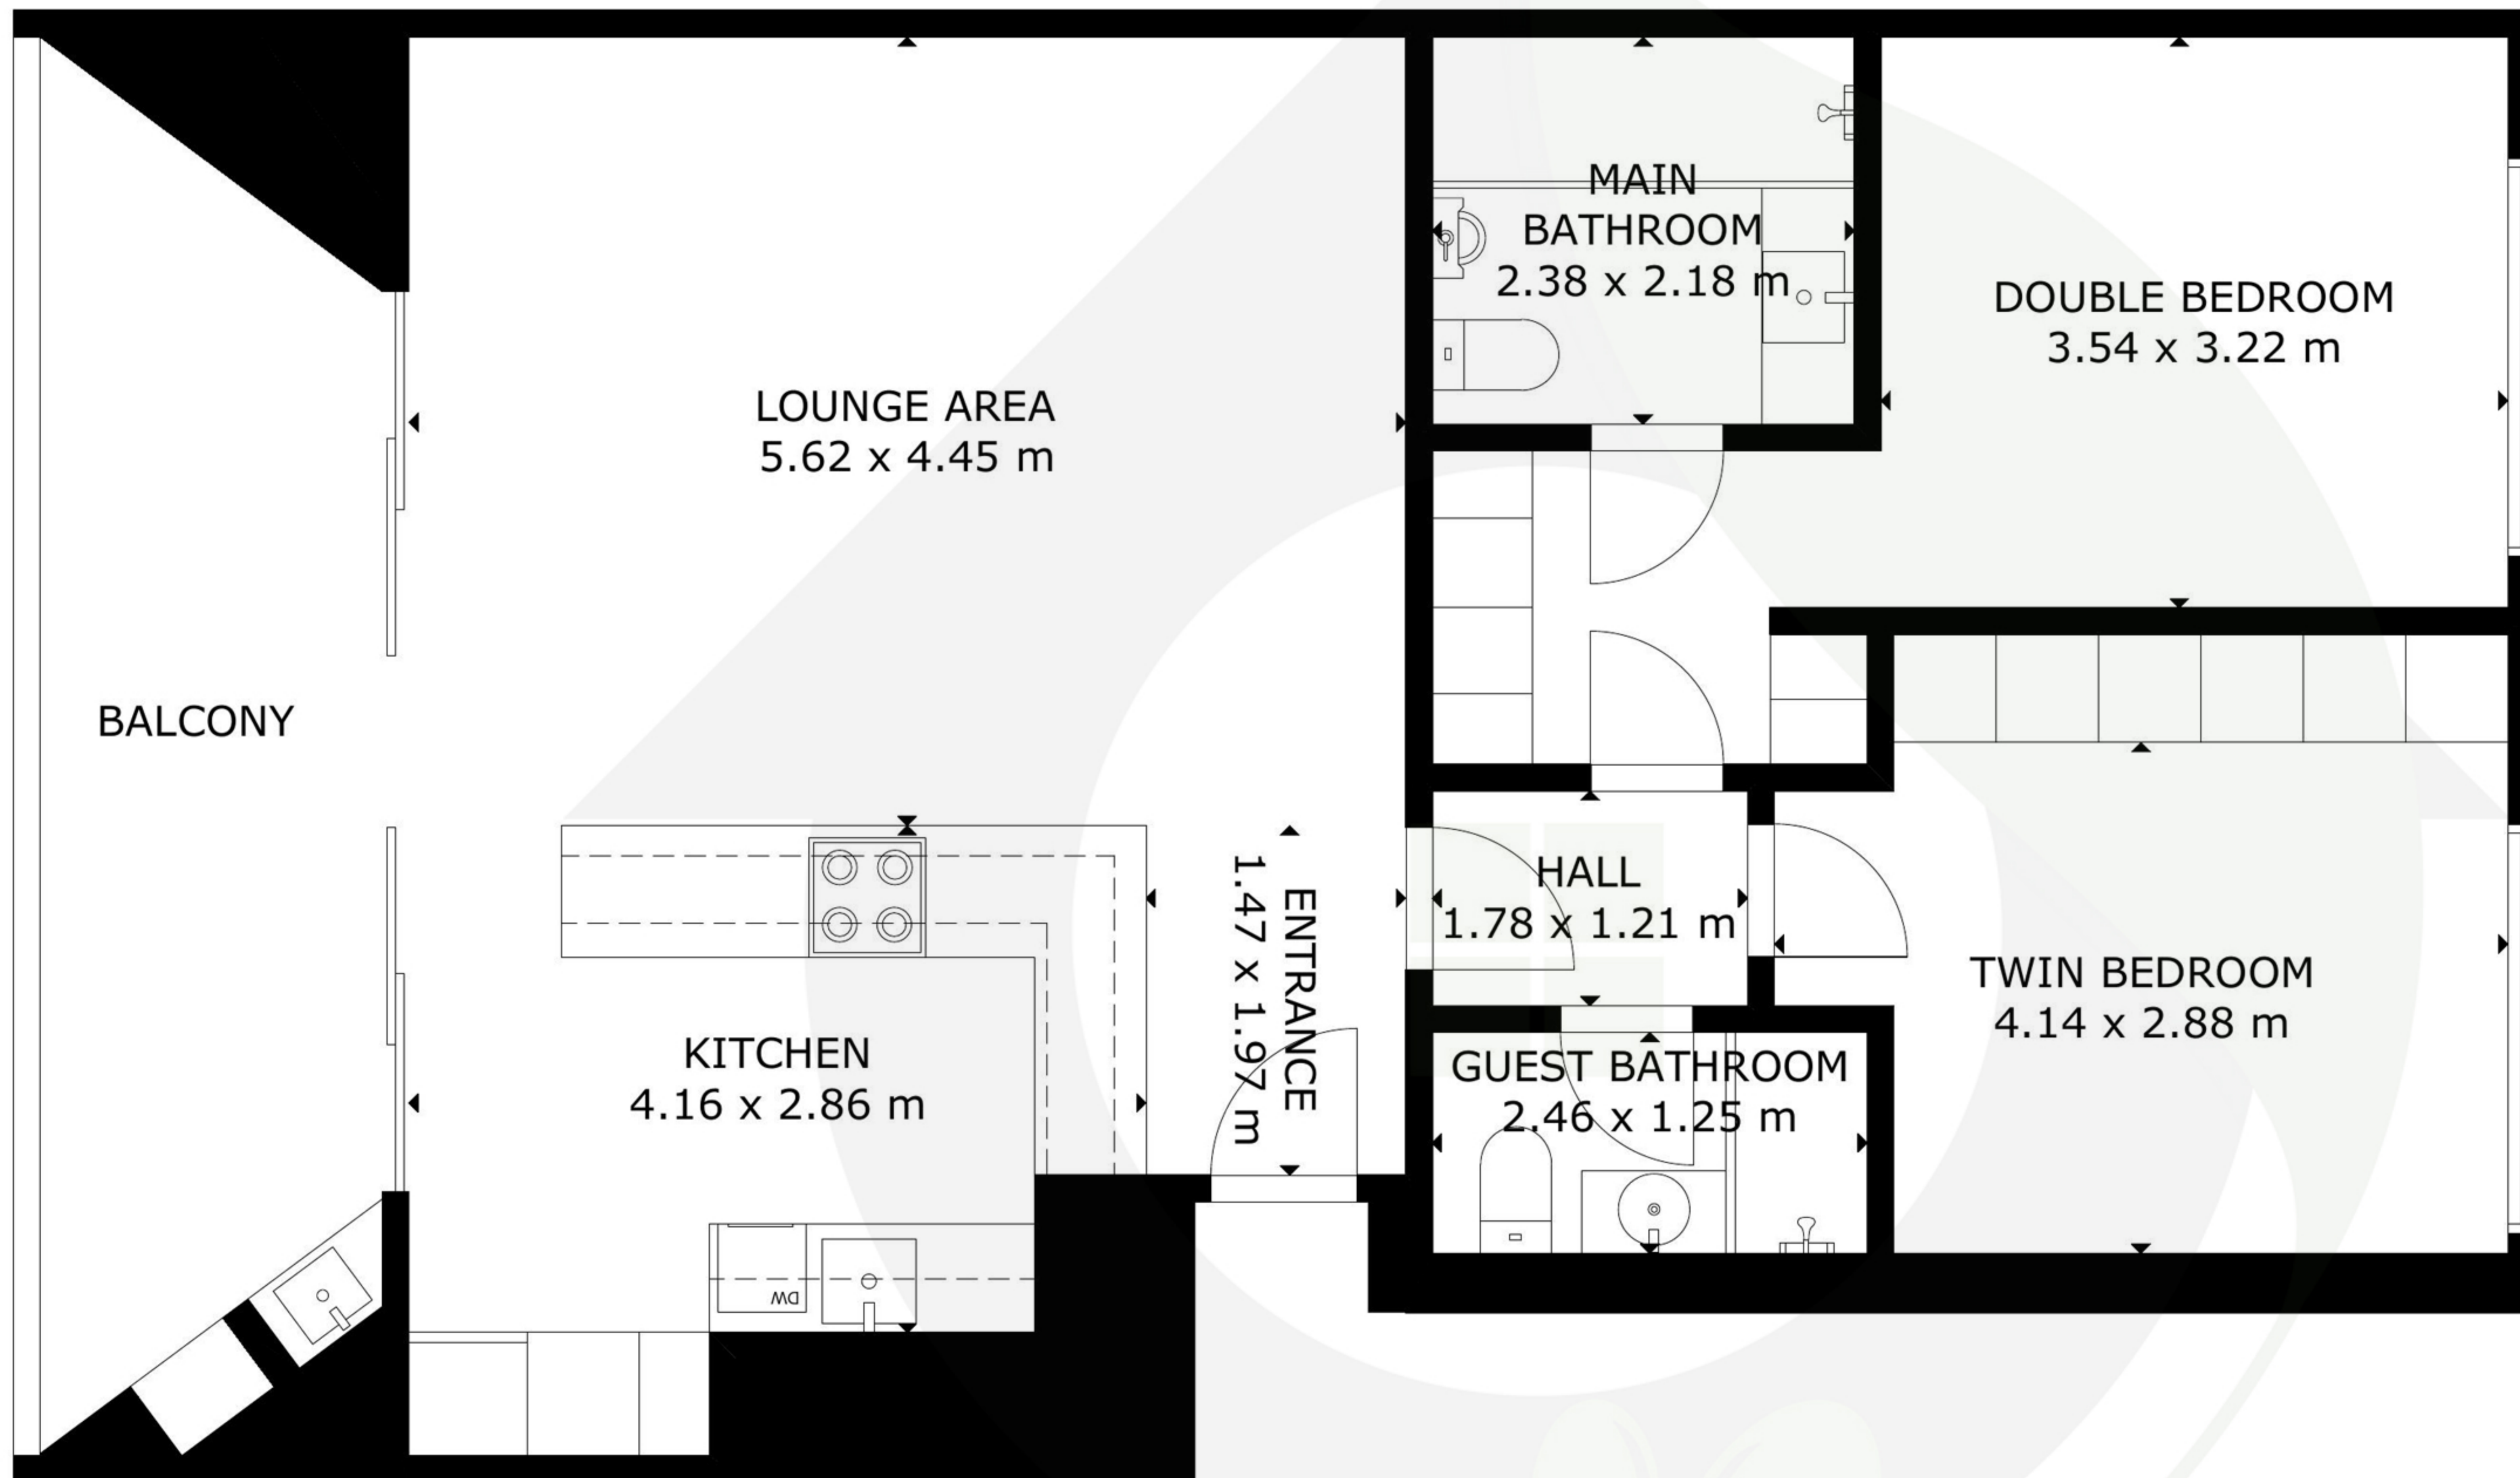 MAIN
BATHROOM
2.38 x 2.18 m
DOUBLE BEDROOM
3.54 x 3.22 m
LOUNGE AREA
5.62 x 4.45 m
BALCONY
HALL
1.78 x 1.21 m
ENTRANCE
1.47 x 1.97 m
TWIN BEDROOM
4.14 x 2.88 m
KITCHEN
4.16 x 2.86 m
GUEST BATHROOM
2.46 x 1.25 m
DW